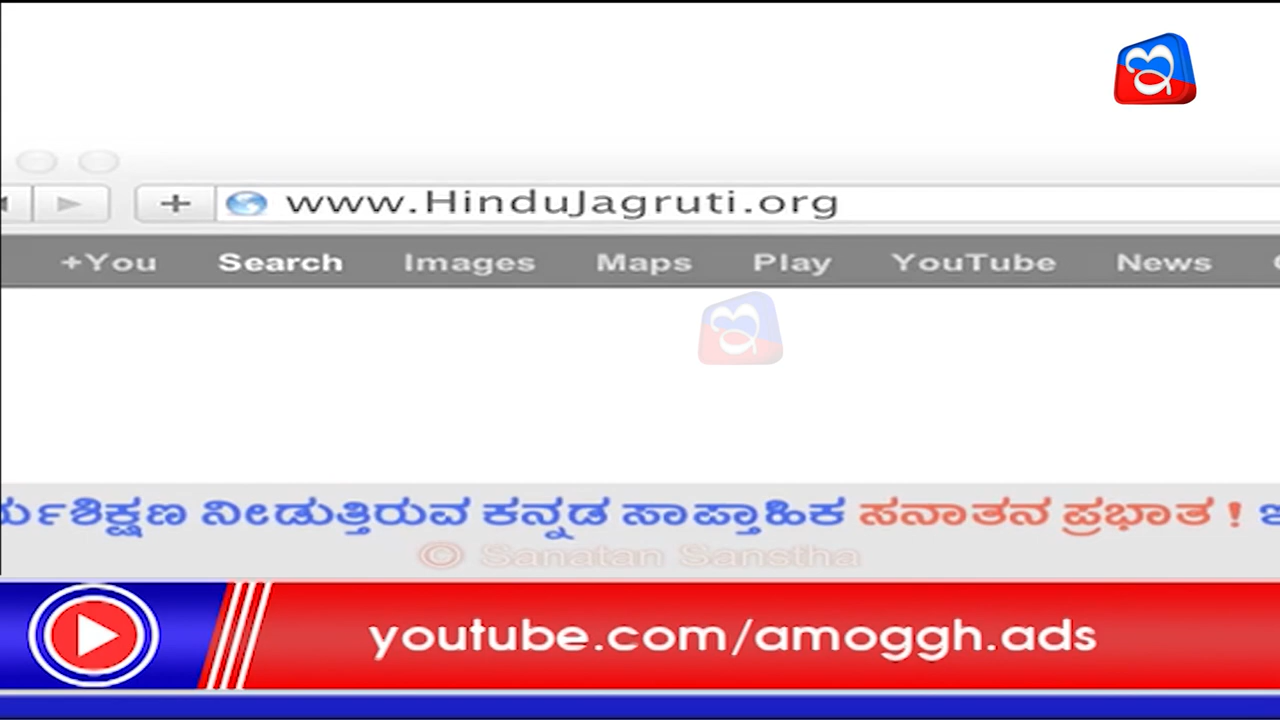 www.HinduJagruti.org
+You Search Images Maps Play YouTube News
ನೀಡುತ್ತಿರುವ ಕನ್ನಡ ಸಾಪ್ತಾಹಿಕ ಸನಾತನ ಪ್ರಭಾತ !
© Sanatan Sanstha
youtube.com/amoggh.ads